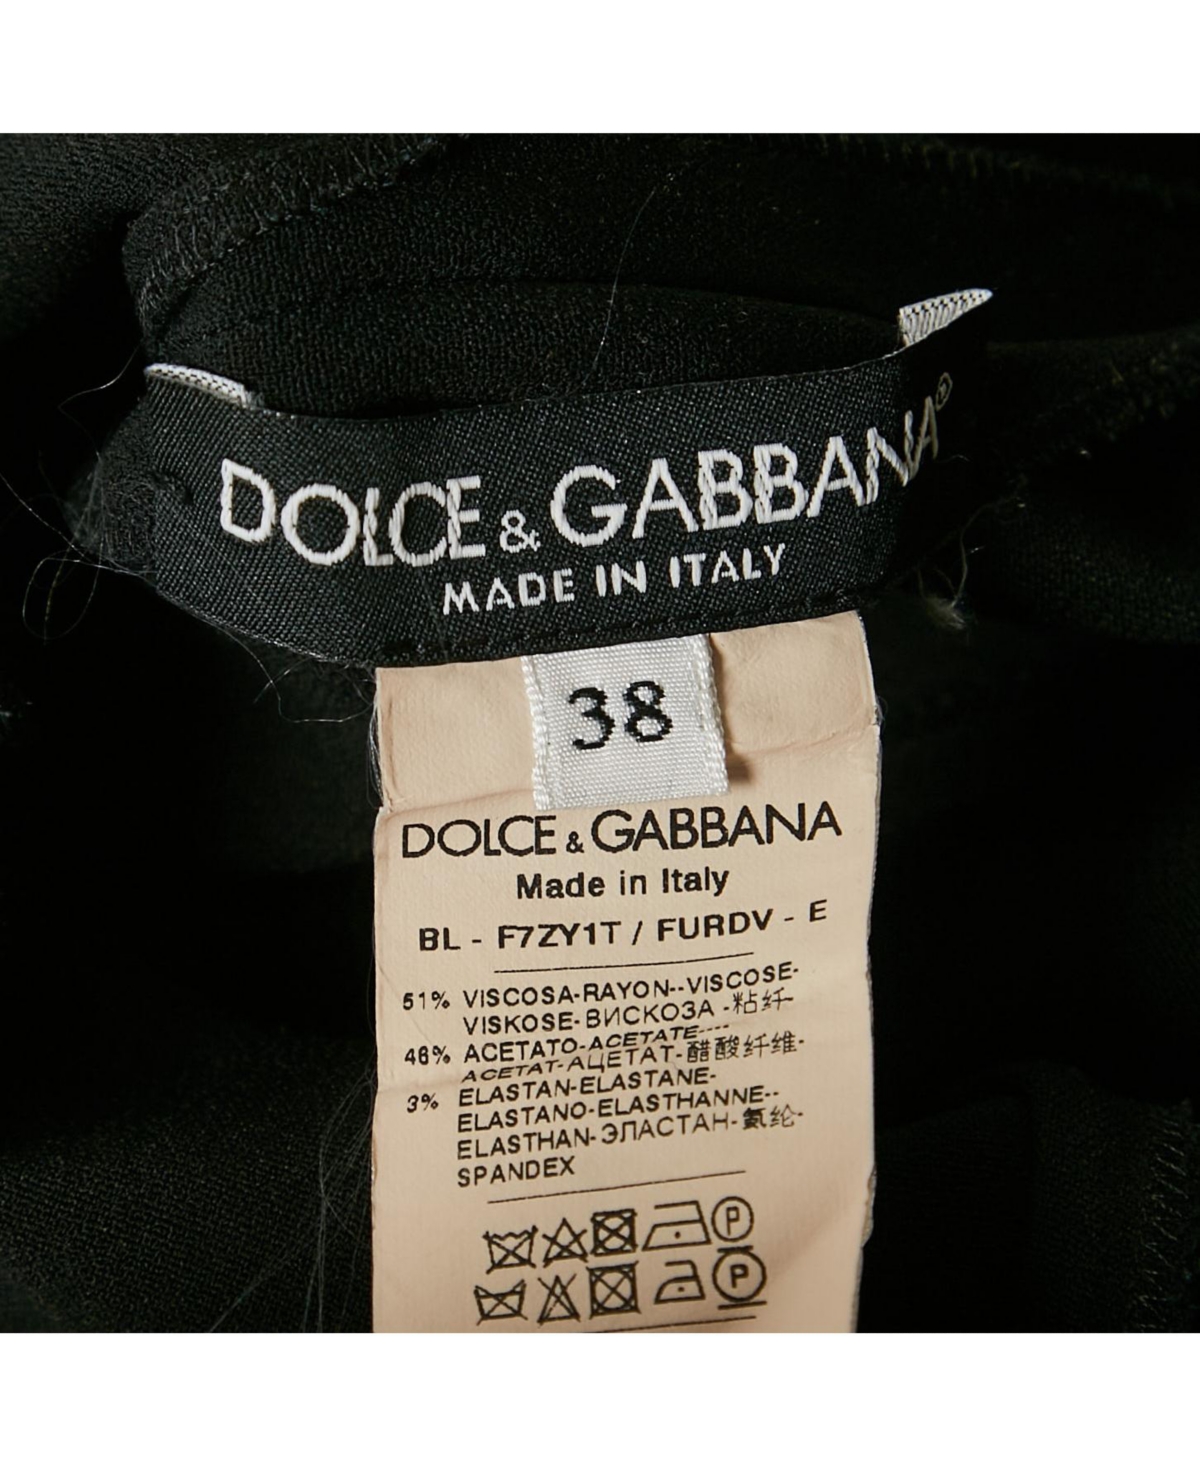 DOLCE & GABBANA®
MADE IN ITALY
38
DOLCE & GABBANA
Made in Italy
BL - F7ZY1T / FURDV - E
51% VISCOSA-RAYON--VISCOSE-
VISKOSE-ВИСКОЗА -粘纤-
46% ACETATO-ACETATE----
ACETAT-АЦЕТАТ-醋酸纤维-
3% ELASTAN-ELASTANE-
ELASTANO-ELASTHANNE--
ELASTHAN-ЭЛАСТАН-氨纶-
SPANDEX
P
P